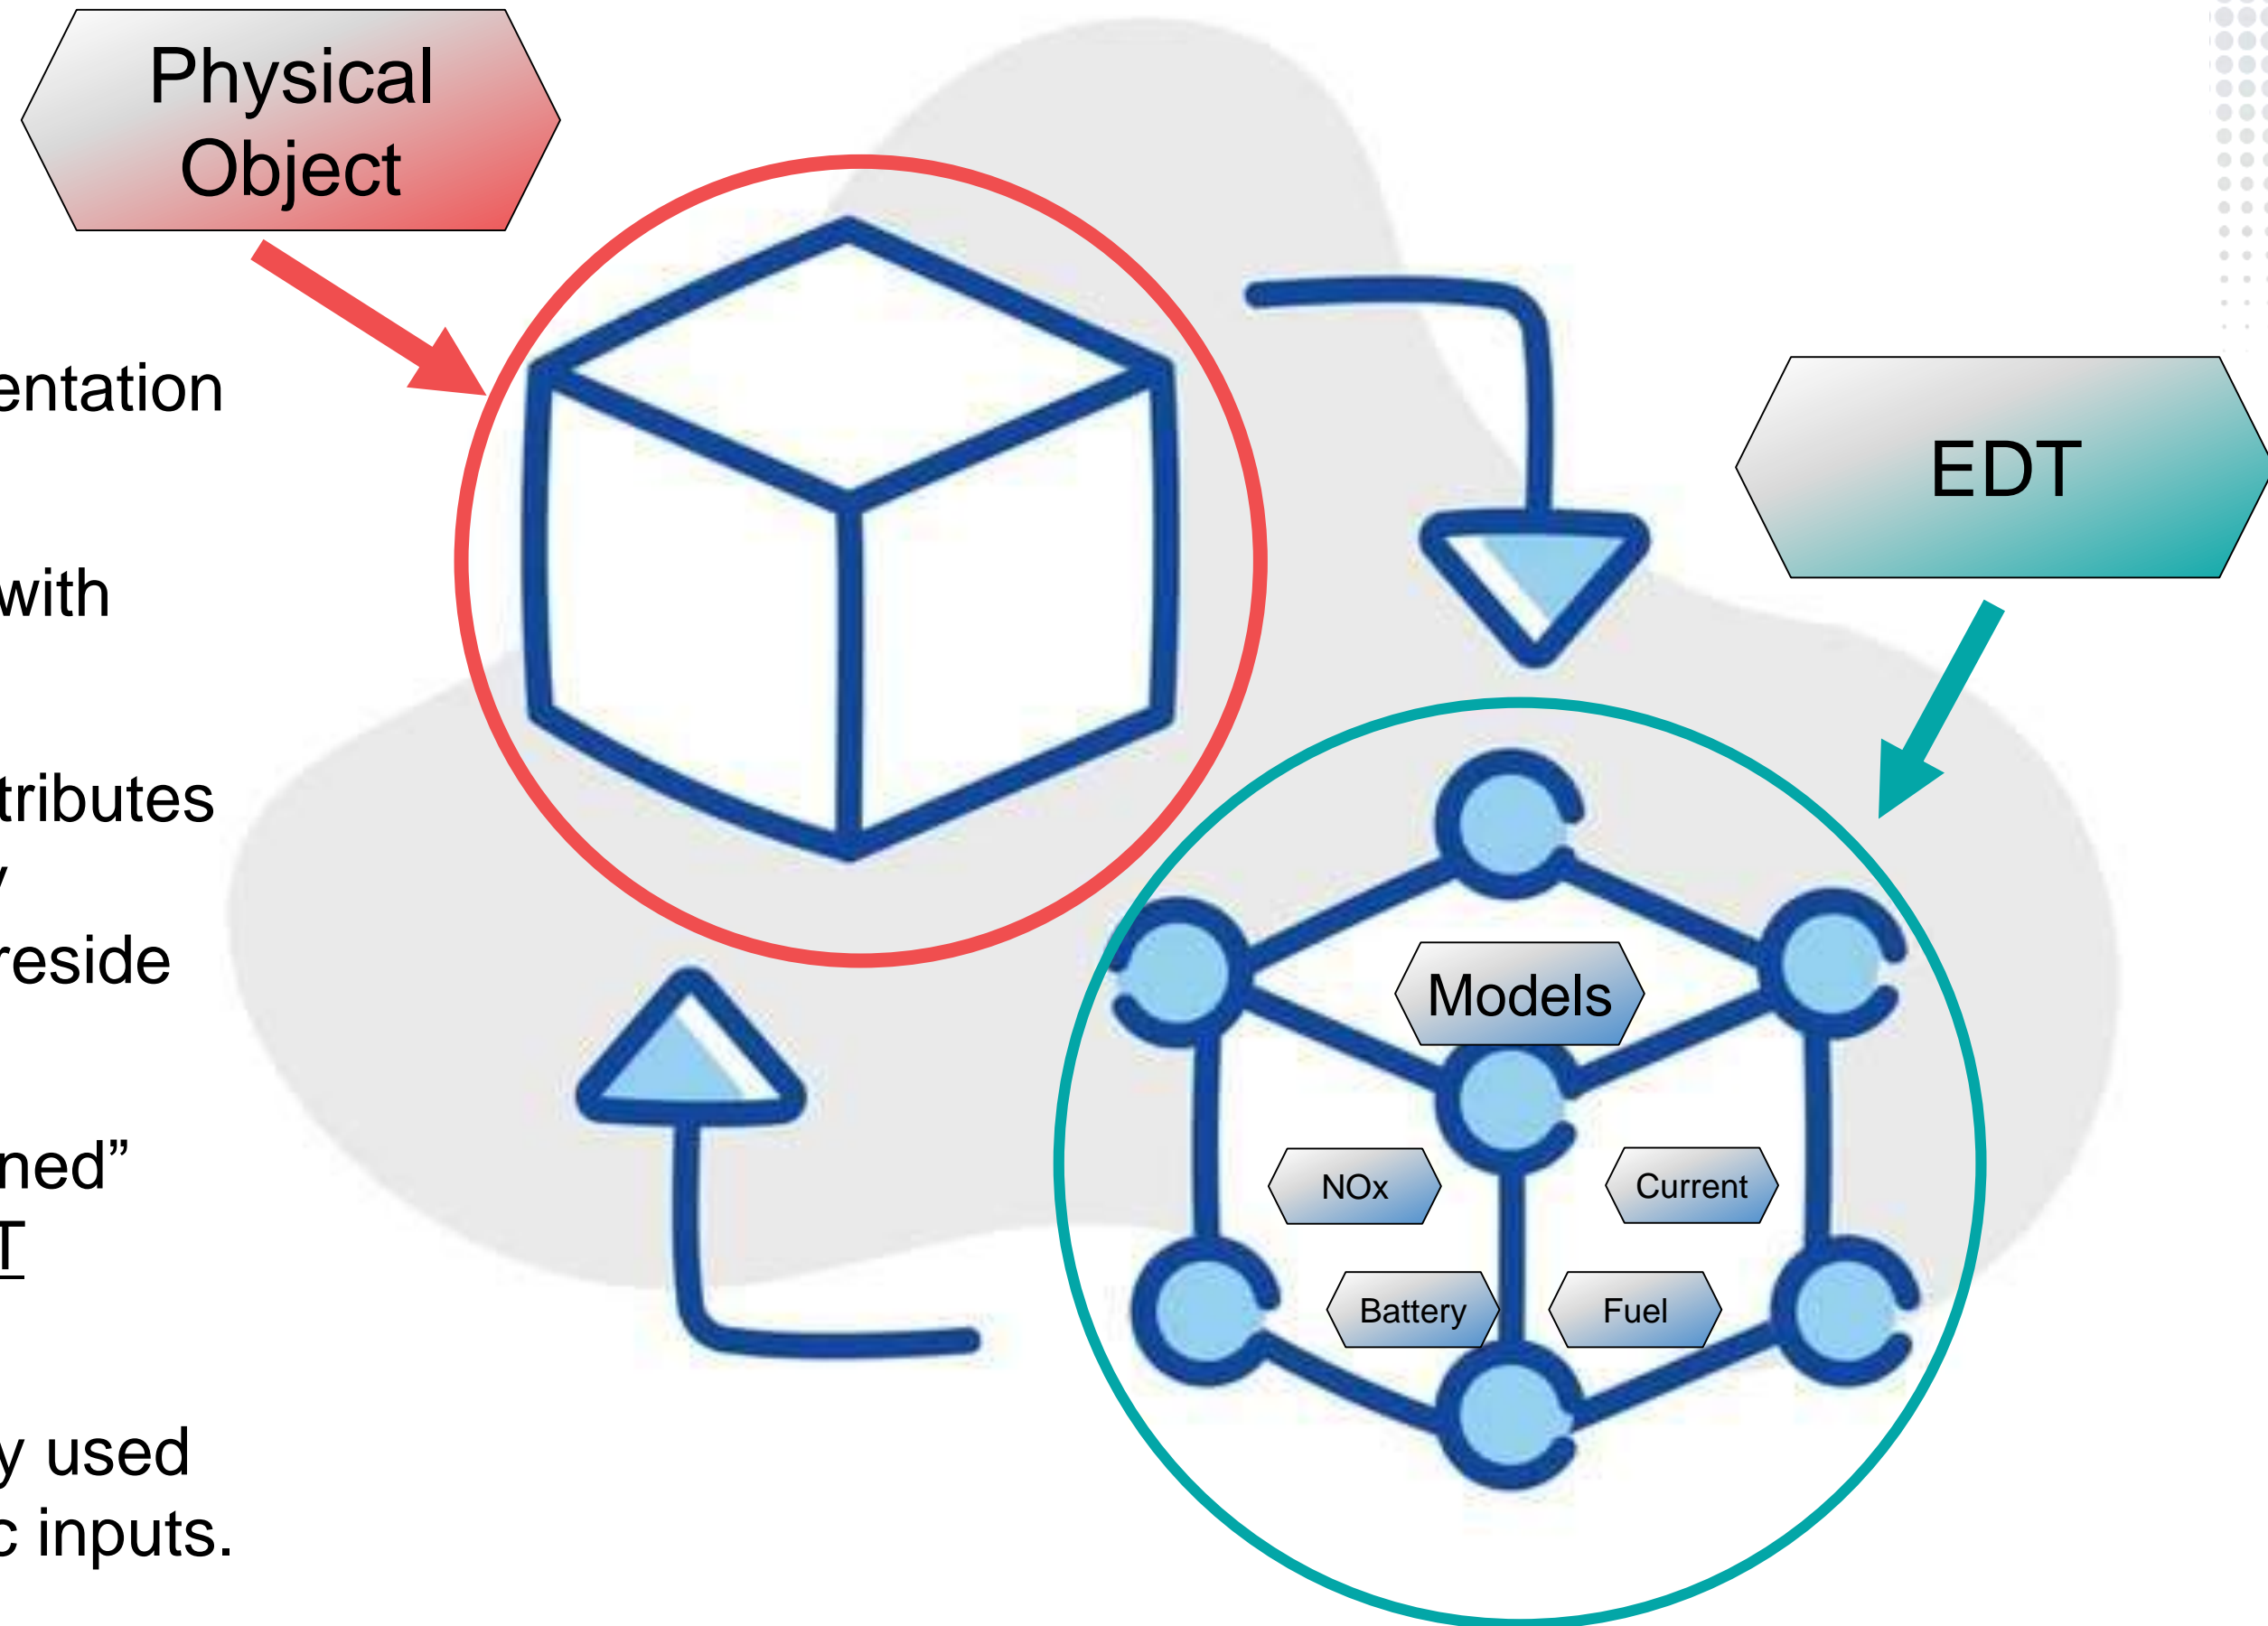 Physical
Object
entation
with
EDT
tributes
y
reside
Models
NOx
Current
ned”
T
Battery
Fuel
y used
c inputs.